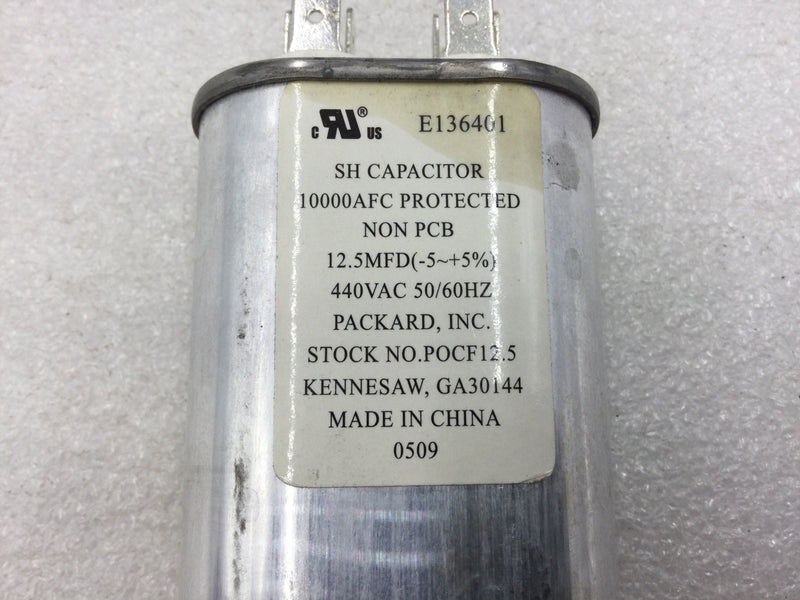 c RU® US E136401
SH CAPACITOR
10000AFC PROTECTED
NON PCB
12.5MFD(-5~+5%)
440VAC 50/60HZ
PACKARD, INC.
STOCK NO.POCF12.5
KENNESAW, GA30144
MADE IN CHINA
0509